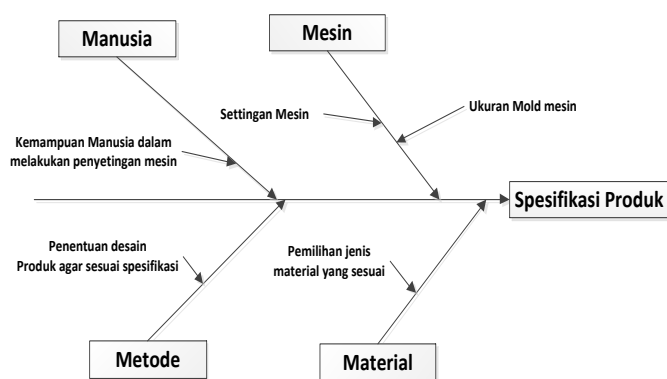 Manusia
Mesin
Settingan Mesin
Ukuran Mold mesin
Kemampuan Manusia dalam
melakukan penyetingan mesin
Spesifikasi Produk
Penentuan desain
Produk agar sesuai spesifikasi
Pemilihan jenis
material yang sesuai
Metode
Material